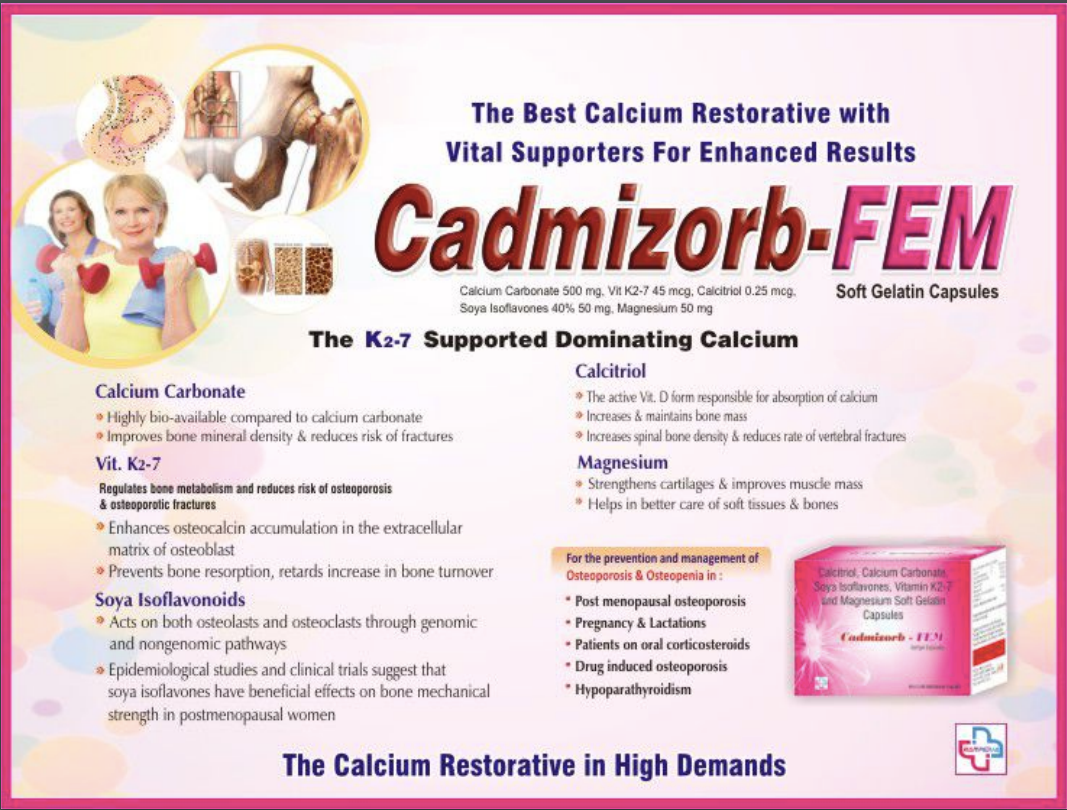 The Best Calcium Restorative with
Vital Supporters For Enhanced Results
Cadmizorb-FEM
Calcium Carbonate 500 mg, Vit K2-7 45 mcg, Calcitriol 0.25 mcg,
Soya Isoflavones 40% 50 mg, Magnesium 50 mg
Soft Gelatin Capsules
The K2-7 Supported Dominating Calcium
Calcium Carbonate
Highly bio-available compared to calcium carbonate
Improves bone mineral density & reduces risk of fractures
Vit. K2-7
Regulates bone metabolism and reduces risk of osteoporosis
& osteoporotic fractures
Enhances osteocalcin accumulation in the extracellular
matrix of osteoblast
Prevents bone resorption, retards increase in bone turnover
Soya Isoflavonoids
Acts on both osteolasts and osteoclasts through genomic
and nongenomic pathways
Epidemiological studies and clinical trials suggest that
soya isoflavones have beneficial effects on bone mechanical
strength in postmenopausal women
Calcitriol
The active Vit. D form responsible for absorption of calcium
Increases & maintains bone mass
Increases spinal bone density & reduces rate of vertebral fractures
Magnesium
Strengthens cartilages & improves muscle mass
Helps in better care of soft tissues & bones
For the prevention and management of
Osteoporosis & Osteopenia in :
* Post menopausal osteoporosis
* Pregnancy & Lactations
* Patients on oral corticosteroids
* Drug induced osteoporosis
* Hypoparathyroidism
Calcitriol, Calcium Carbonate,
Soya Isoflavones, Vitamin K2-7
and Magnesium Soft Gelatin
Capsules
Cadmizorb - FEM
The Calcium Restorative in High Demands